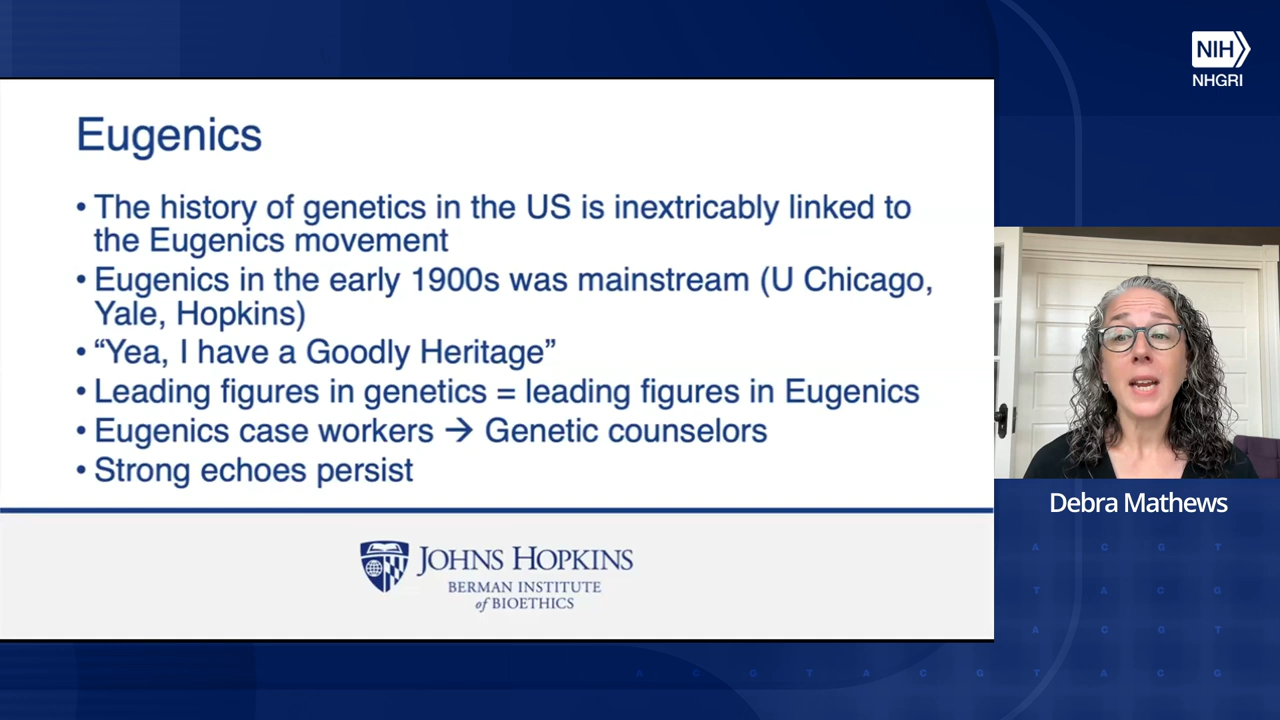 NIH
NHGRI
Eugenics
• The history of genetics in the US is inextricably linked to
the Eugenics movement
• Eugenics in the early 1900s was mainstream (U Chicago,
Yale, Hopkins)
• “Yea, I have a Goodly Heritage”
• Leading figures in genetics = leading figures in Eugenics
• Eugenics case workers → Genetic counselors
• Strong echoes persist
JOHNS HOPKINS
BERMAN INSTITUTE
of BIOETHICS
Debra Mathews
A C G T
T A C G
A C G T
A C G T A C G T A C G